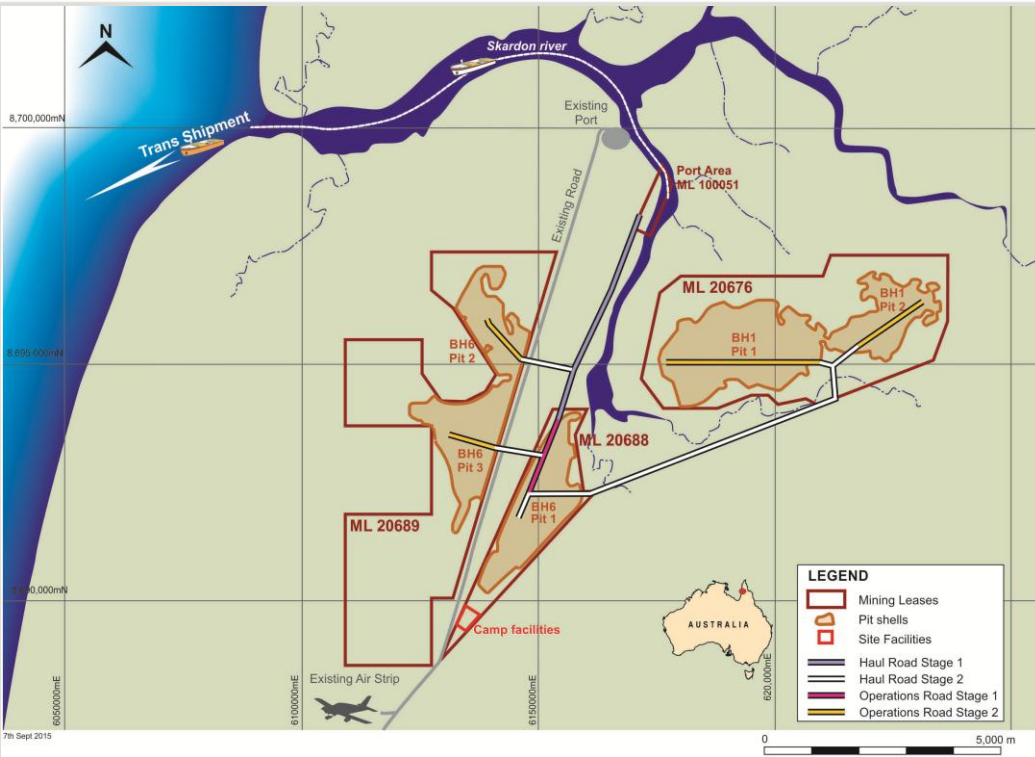 N
Skardon river
Existing
Port
8,700,000mN
Trans Shipment
Port Area
ML 100051
Existing Road
ML 20676
BH1
Pit 2
BH1
Pit 1
8,695,000mN
BH6
Pit 2
BH6
Pit 3
ML 20688
BH6
Pit 1
ML 20689
8,690,000mN
Camp facilities
Existing Air Strip
6050000mE
6100000mE
6150000mE
620,000mE
AUSTRALIA
LEGEND
Mining Leases
Pit shells
Site Facilities
Haul Road Stage 1
Haul Road Stage 2
Operations Road Stage 1
Operations Road Stage 2
7th Sept 2015
0 5,000 m